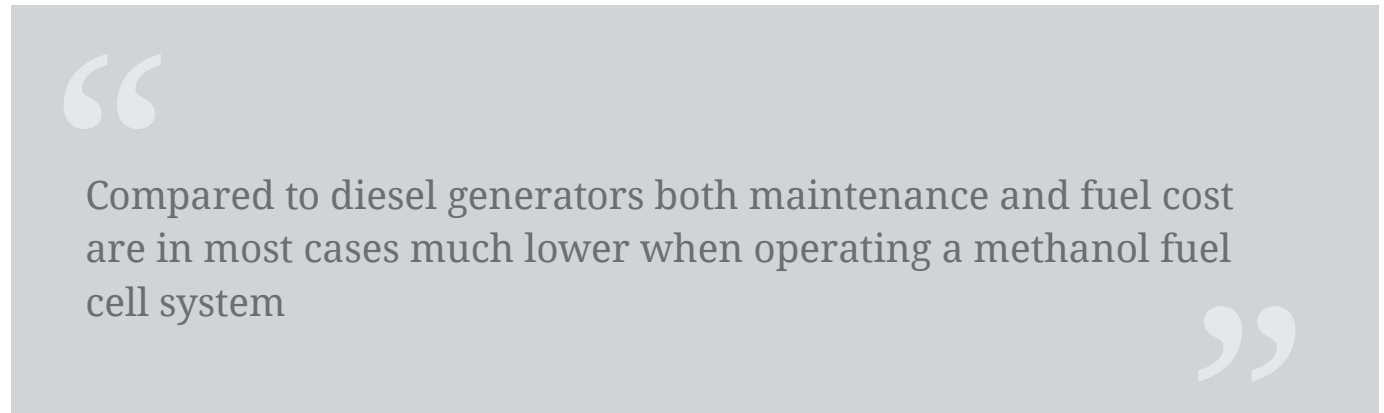 “
Compared to diesel generators both maintenance and fuel cost
are in most cases much lower when operating a methanol fuel
cell system
”